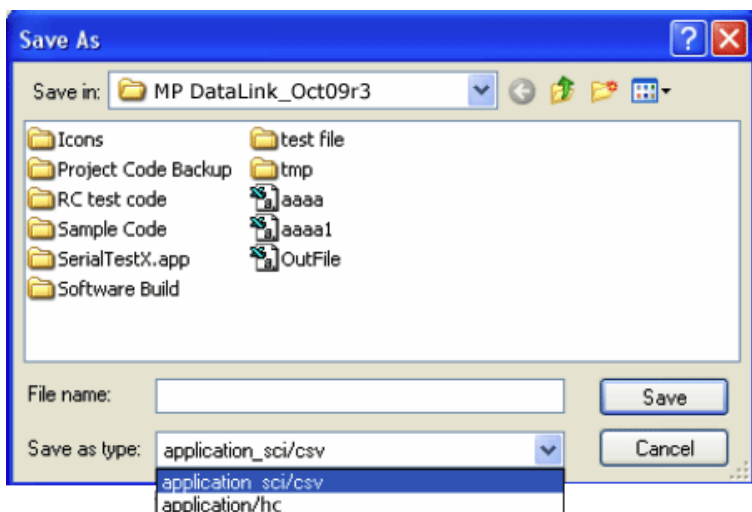 Save As
Save in: MP DataLink_Oct09r3
Icons
Project Code Backup
RC test code
Sample Code
SerialTestX.app
Software Build
test file
tmp
aaaa
aaaa1
OutFile
File name:
Save
Save as type: application_sci/csv
Cancel
application_sci/csv
application/hc